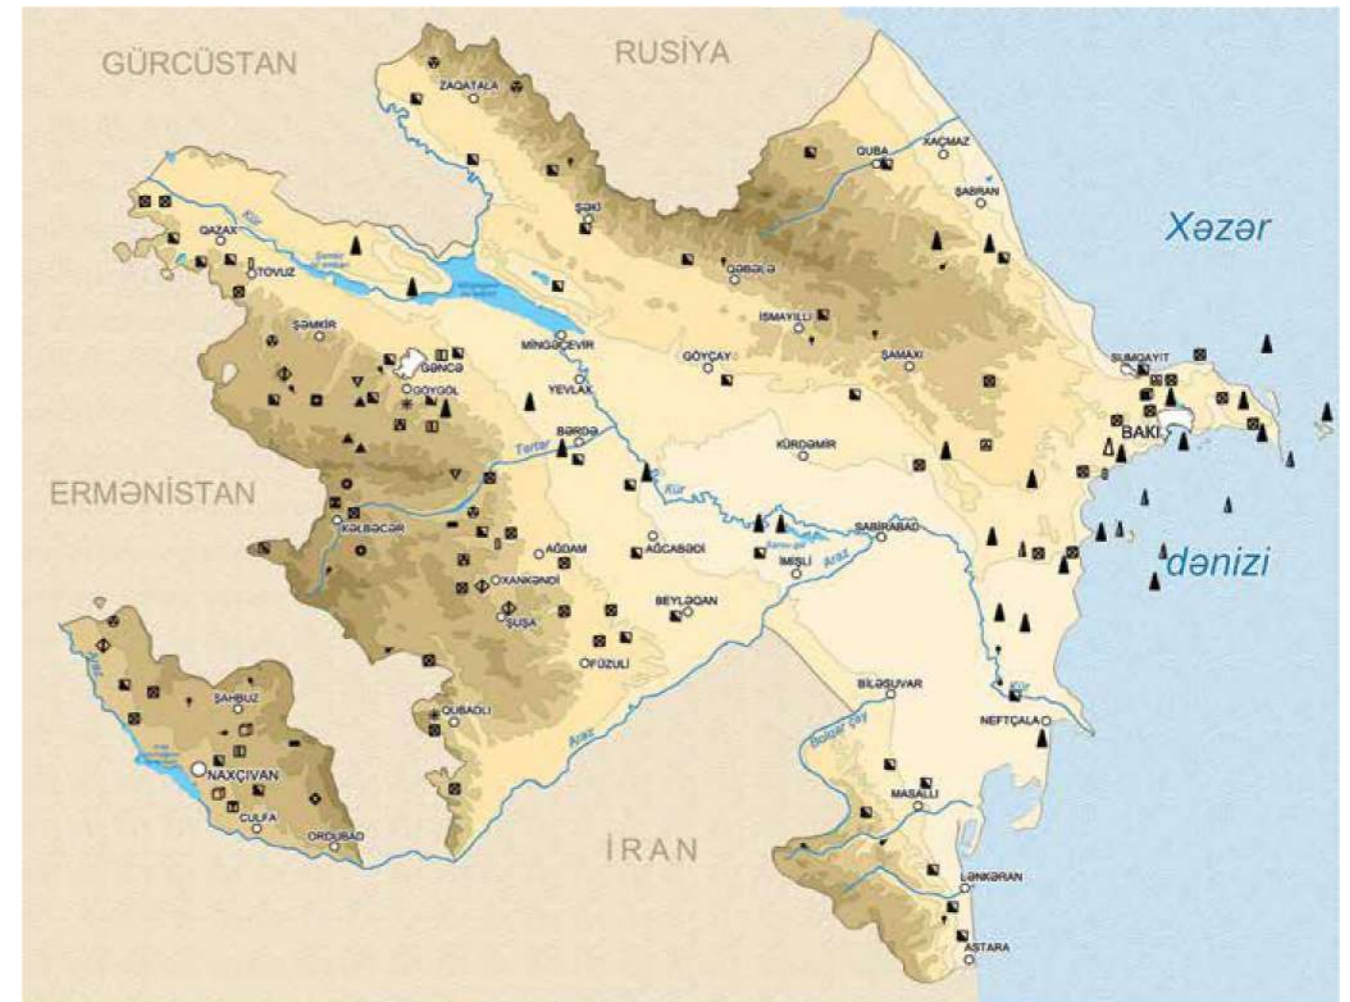 GÜRCÜSTAN
RUSİYA
ZAQATALA
XAÇMAZ
QUBA
ŞABRAN
Xəzər
ŞƏKİ
Kür
QAZAX
TOVUZ
QƏBƏLƏ
ŞƏMKİR
İSMAYILLI
MİNGƏÇEVİR
GÖYÇAY
ŞAMAXI
SUMQAYIT
GƏNCƏ
GÖYGÖL
YEVLAX
BAKI
BƏRDƏ
Tərtər
KÜRDƏMİR
ERMƏNİSTAN
Kür
KƏLBƏCƏR
SABİRABAD
AĞDAM
AĞCABƏDİ
Araz
İMİŞLİ
dənizi
XANKƏNDİ
BEYLƏQAN
ŞUŞA
FÜZULİ
Araz
BİLƏSUVAR
Kür
ŞAHBUZ
QUBADLI
NEFTÇALA
Bolqar çay
Araz
NAXÇIVAN
MASALLI
CULFA
ORDUBAD
İRAN
LƏNKƏRAN
ASTARA